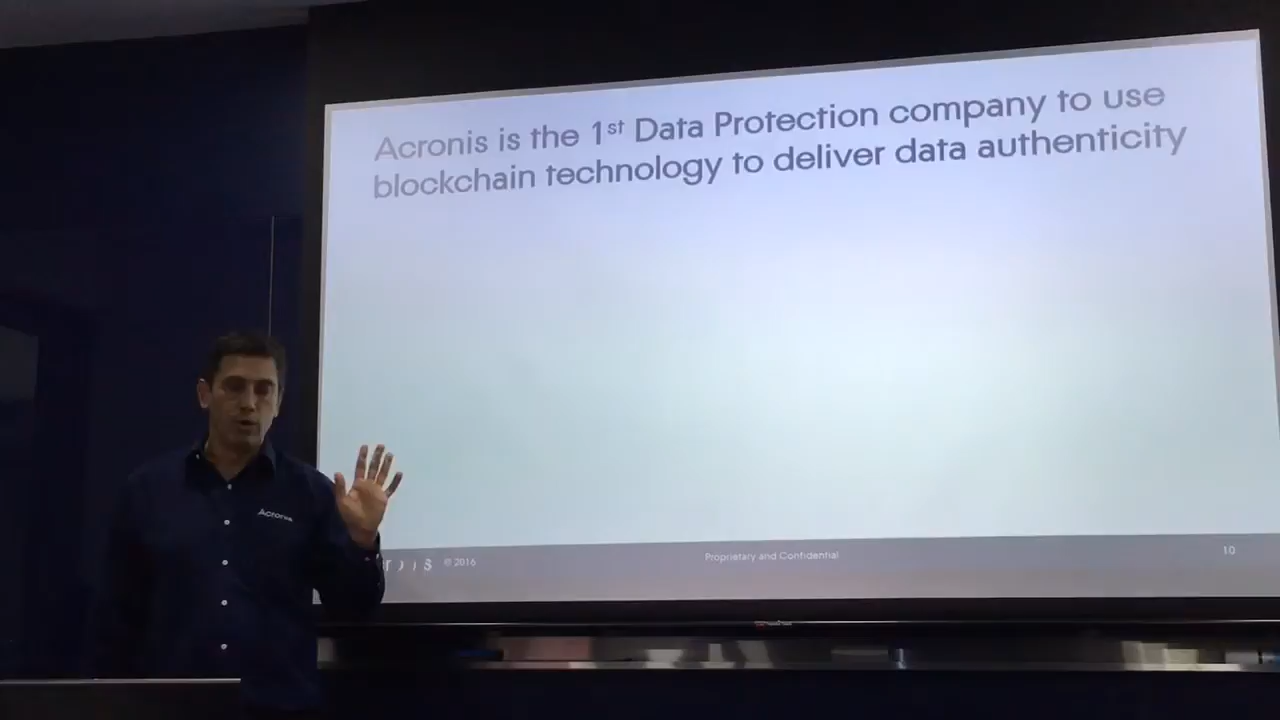 Acronis is the 1st Data Protection company to use
blockchain technology to deliver data authenticity
Acronis
© 2016
Proprietary and Confidential
10